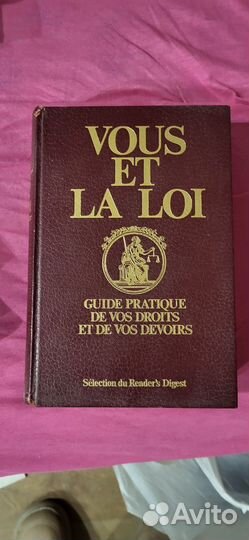 VOUS
ET
LA LOI
GUIDE PRATIQUE
DE VOS DROITS
ET DE VOS DEVOIRS
Sélection du Reader's Digest
Avito